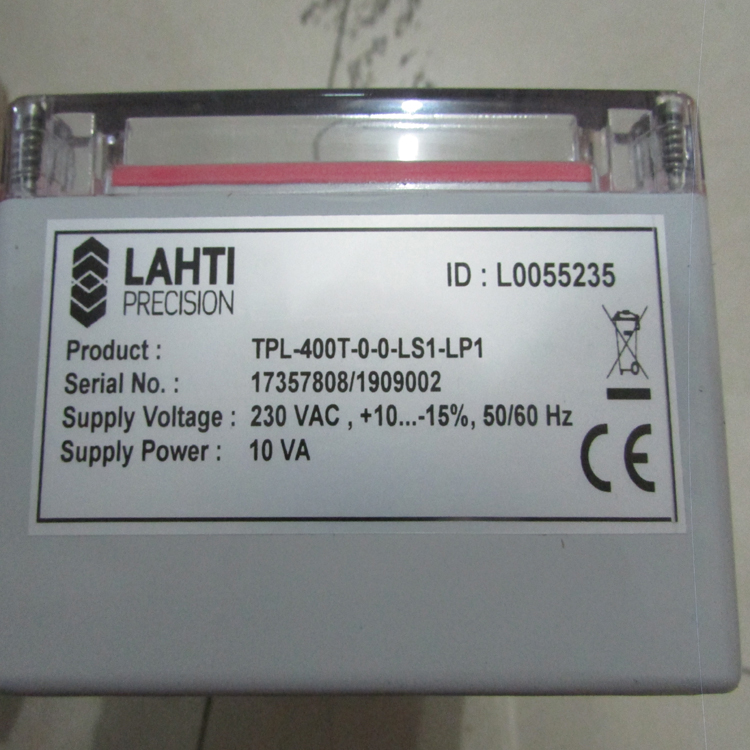 LAHTI
PRECISION
ID : L0055235
Product : TPL-400T-0-0-LS1-LP1
Serial No. : 17357808/1909002
Supply Voltage : 230 VAC , +10...-15%, 50/60 Hz
Supply Power : 10 VA
CE